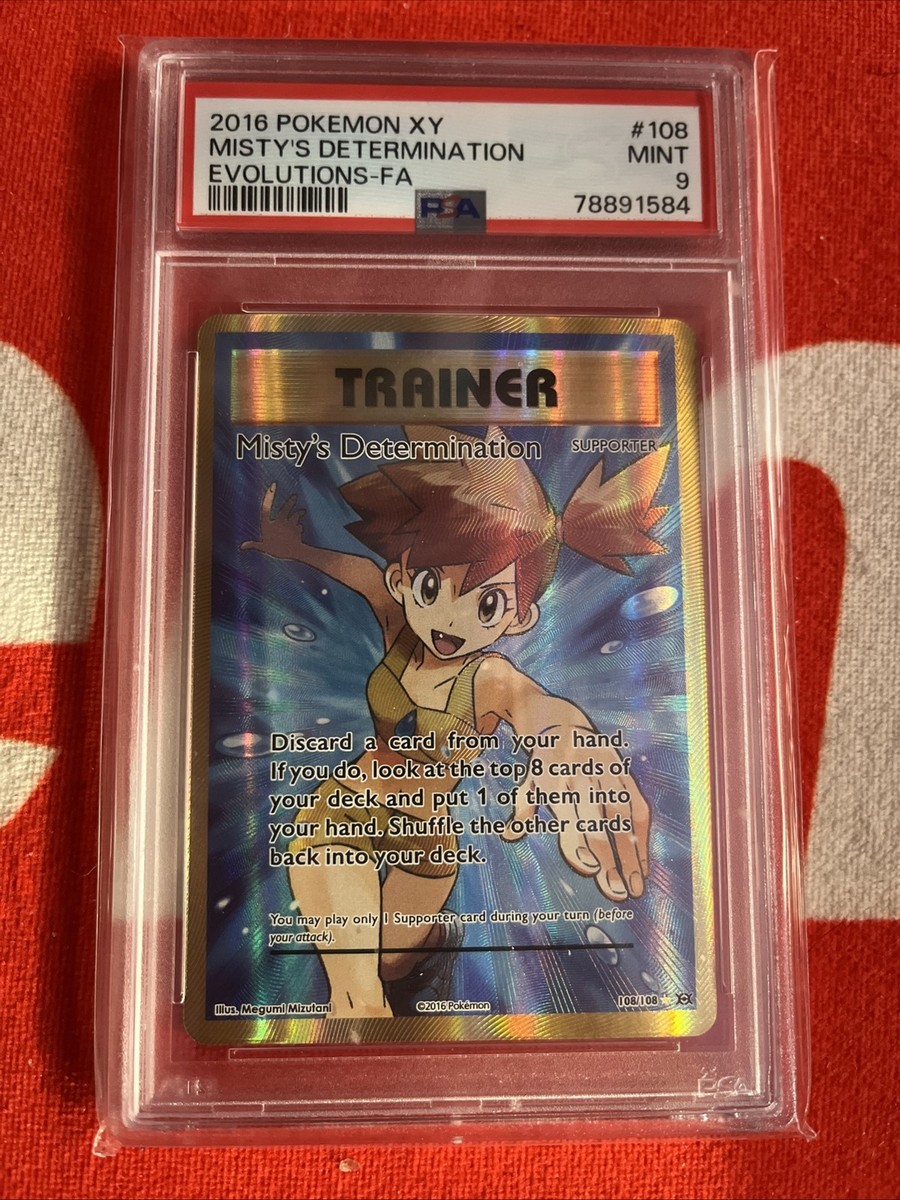 2016 POKEMON XY #108
MISTY'S DETERMINATION MINT
EVOLUTIONS-FA 9
PSA 78891584
TRAINER
Misty's Determination SUPPORTER
Discard a card from your hand.
If you do, look at the top 8 cards of
your deck and put 1 of them into
your hand. Shuffle the other cards
back into your deck.
You may play only 1 Supporter card during your turn (before
your attack).
Illus. Megumi Mizutani ©2016 Pokémon 108/108
PSA